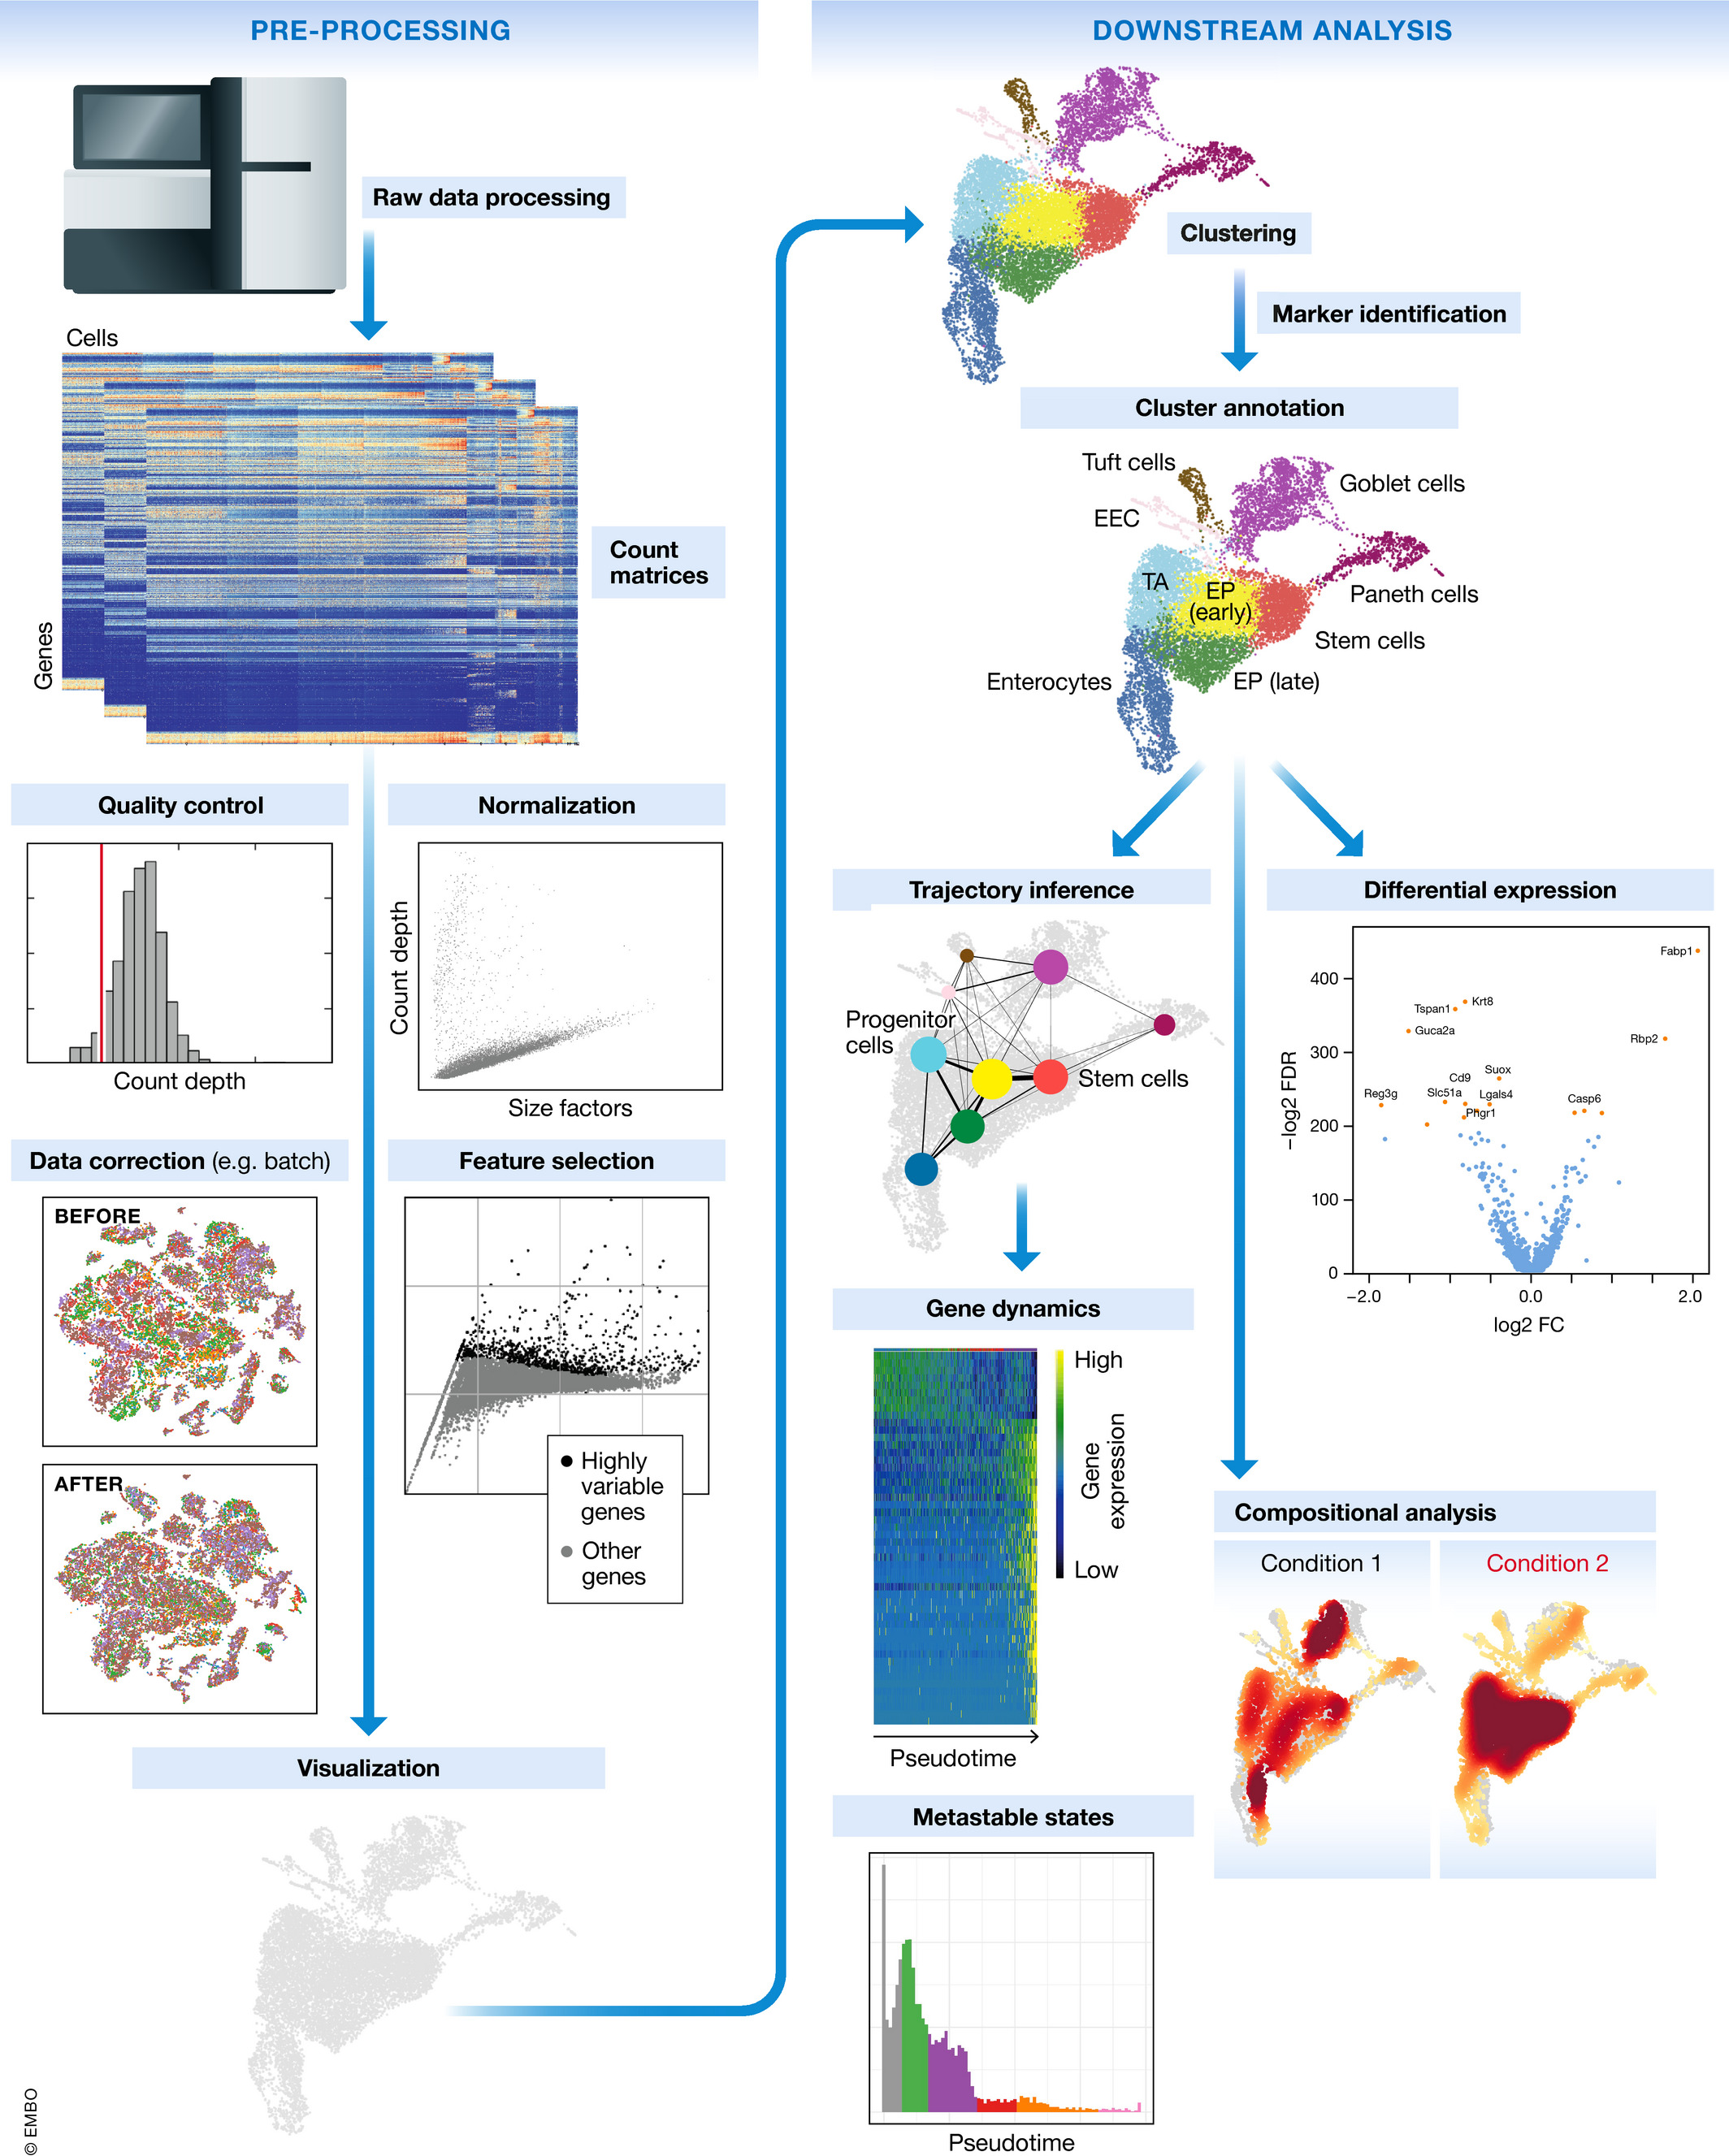 PRE-PROCESSING
Raw data processing
Cells
Genes
Count
matrices
Quality control
Count depth
Normalization
Count depth
Size factors
Data correction (e.g. batch)
BEFORE
AFTER
Feature selection
Highly
variable
genes
Other
genes
Visualization
© EMBO
DOWNSTREAM ANALYSIS
Clustering
Marker identification
Cluster annotation
Tuft cells
Goblet cells
EEC
TA
EP
(early)
Paneth cells
Stem cells
Enterocytes
EP (late)
Trajectory inference
Progenitor
cells
Stem cells
Differential expression
Fabp1
400
Krt8
Tspan1
Guca2a
Rbp2
300
Suox
Cd9
Reg3g
Slc51a
Lgals4
Casp6
Phgr1
200
100
0
−log2 FDR
−2.0
0.0
2.0
log2 FC
Gene dynamics
High
Gene
expression
Low
Pseudotime
Compositional analysis
Condition 1
Condition 2
Metastable states
Pseudotime